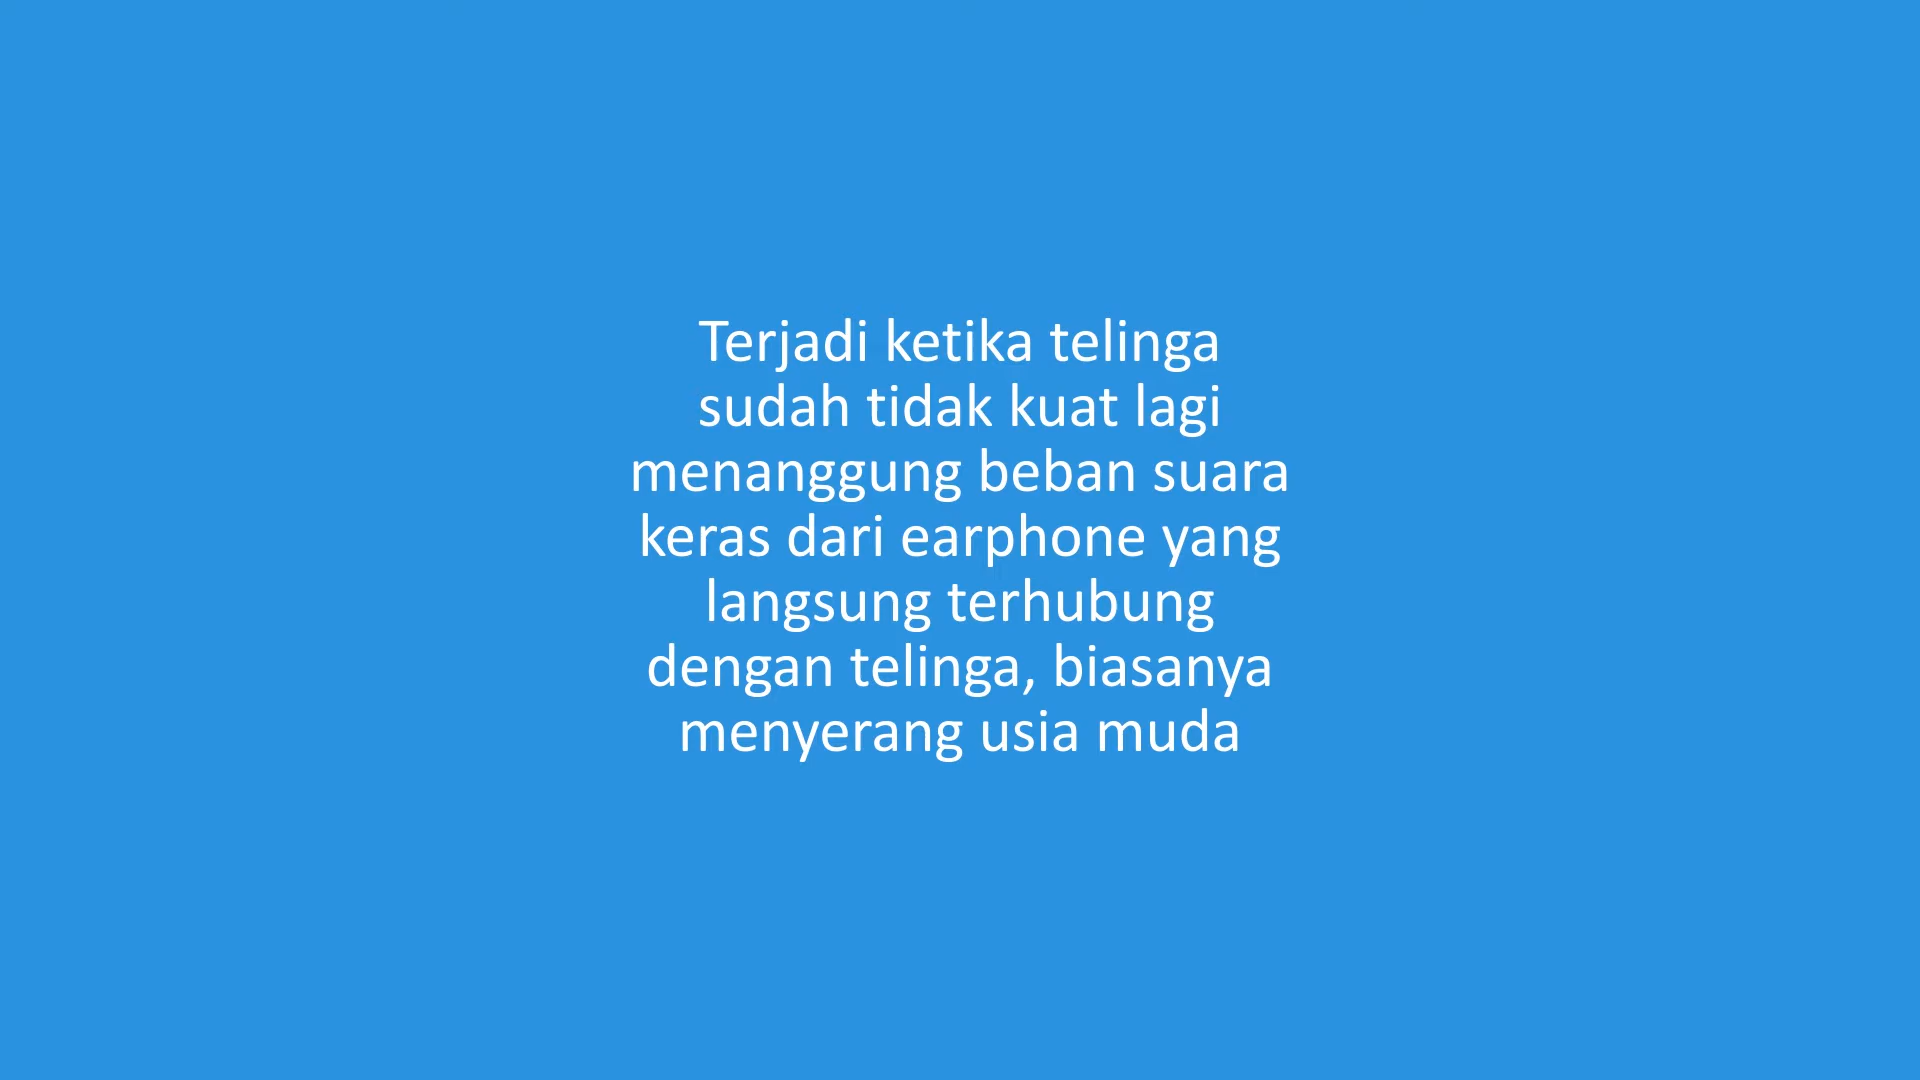 Terjadi ketika telinga
sudah tidak kuat lagi
menanggung beban suara
keras dari earphone yang
langsung terhubung
dengan telinga, biasanya
menyerang usia muda